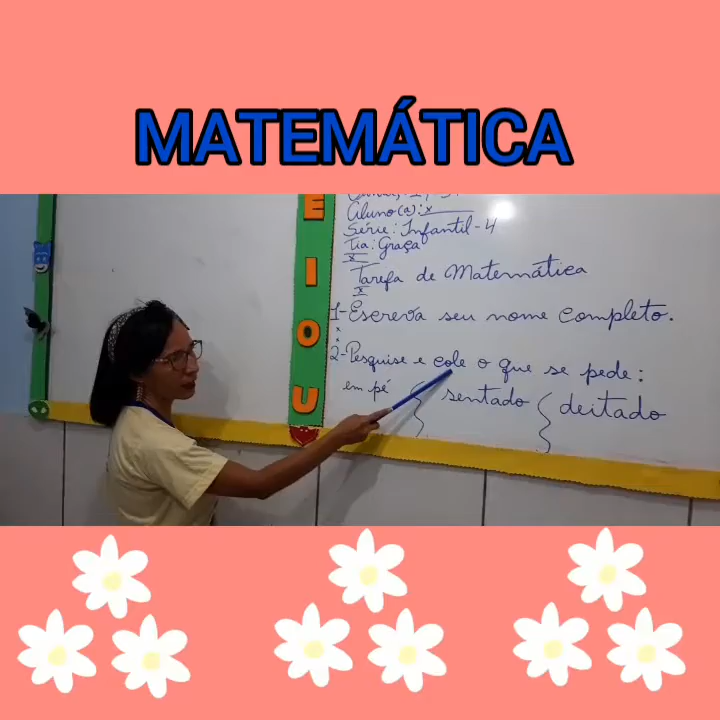 MATEMÁTICA
E
I
O
U
Aluno(a): x
Série: Infantil-4
Tia: Graça
Tarefa de Matemática
1-Escreva seu nome completo.
x
x
2-Pesquise e cole o que se pede:
em pé { sentado { deitado